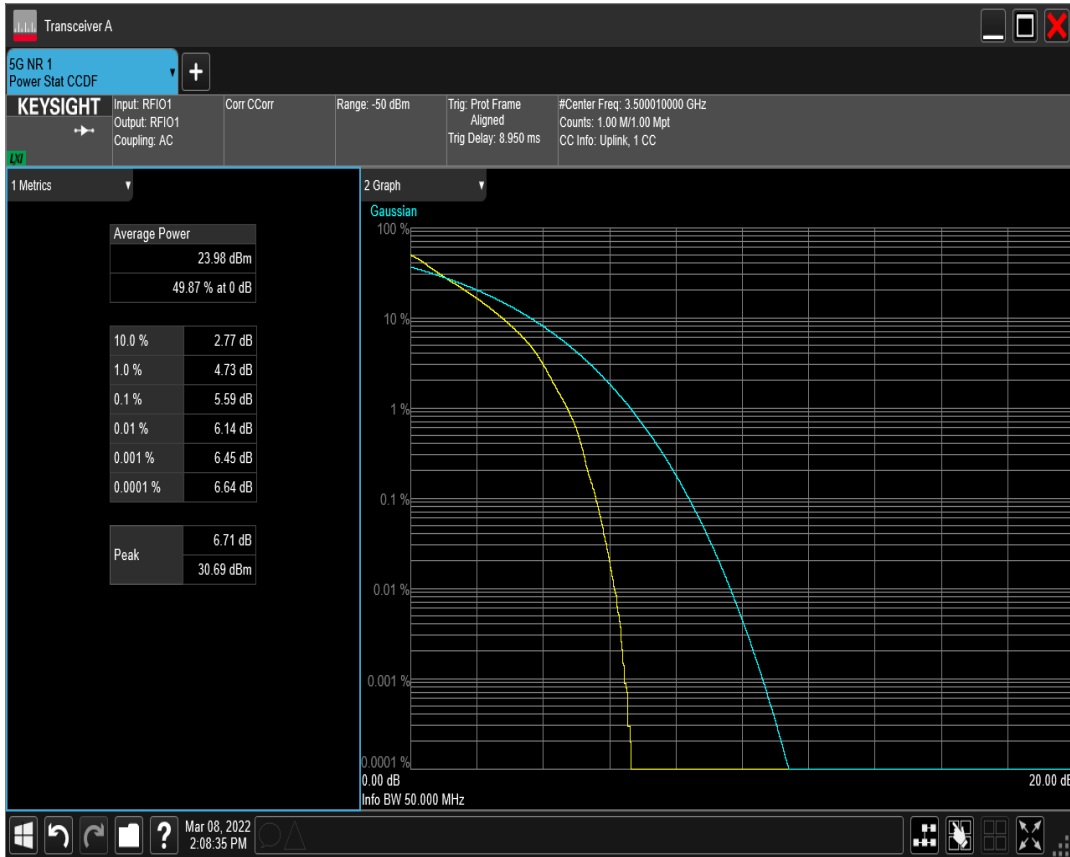 Transceiver A
5G NR 1
Power Stat CCDF
KEYSIGHT
LXI
Input: RFIO1
Output: RFIO1
Coupling: AC
Corr CCorr
Range: -50 dBm
Trig: Prot Frame
Aligned
Trig Delay: 8.950 ms
#Center Freq: 3.500010000 GHz
Counts: 1.00 M/1.00 Mpt
CC Info: Uplink, 1 CC
1 Metrics
Average Power
23.98 dBm
49.87 % at 0 dB
10.0 % 2.77 dB
1.0 % 4.73 dB
0.1 % 5.59 dB
0.01 % 6.14 dB
0.001 % 6.45 dB
0.0001 % 6.64 dB
Peak
6.71 dB
30.69 dBm
2 Graph
Gaussian
100 %
10 %
1 %
0.1 %
0.01 %
0.001 %
0.0001 %
0.00 dB 20.00 dB
Info BW 50.000 MHz
?
Mar 08, 2022
2:08:35 PM